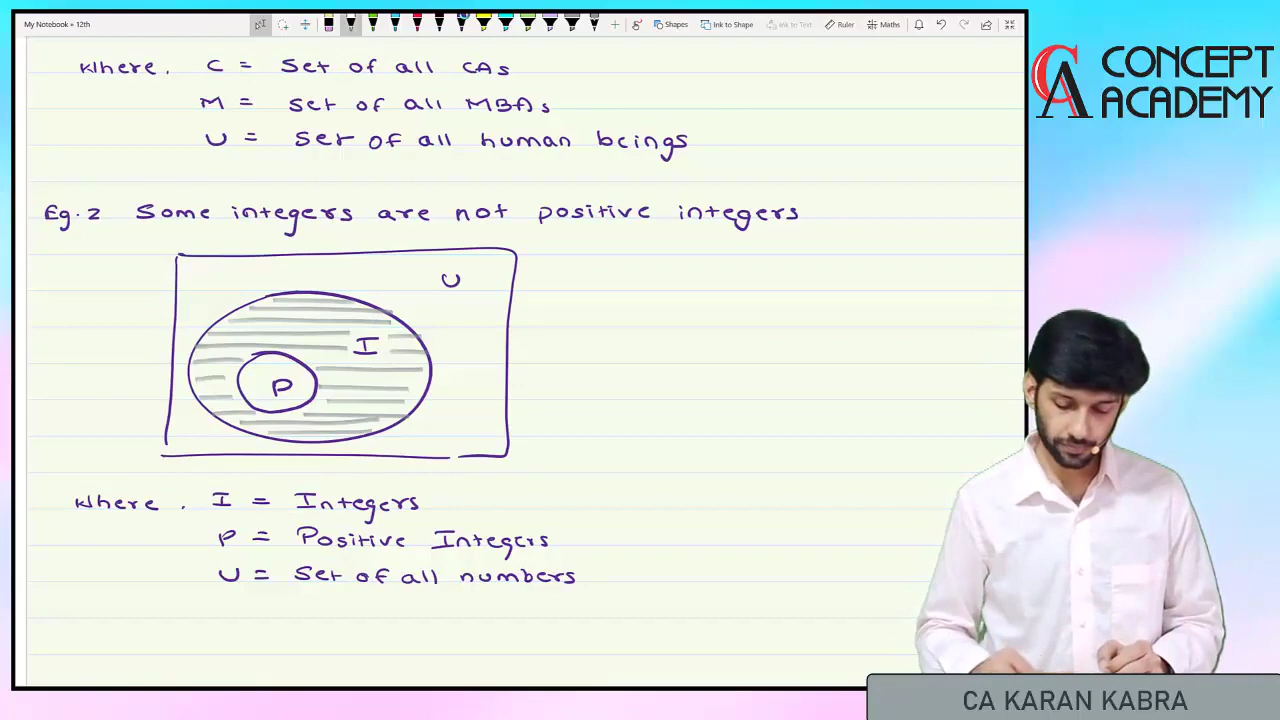 My Notebook » 12th
Shapes
Ink to Shape
Ink to Text
Ruler
Maths
Where. C = Set of all CAs
M = Set of all MBAs
U = Set of all human beings
Eg. 2 Some integers are not positive integers
U
I
P
Where. I = Integers
P = Positive Integers
U = Set of all numbers
CA
CONCEPT
ACADEMY
CA KARAN KABRA